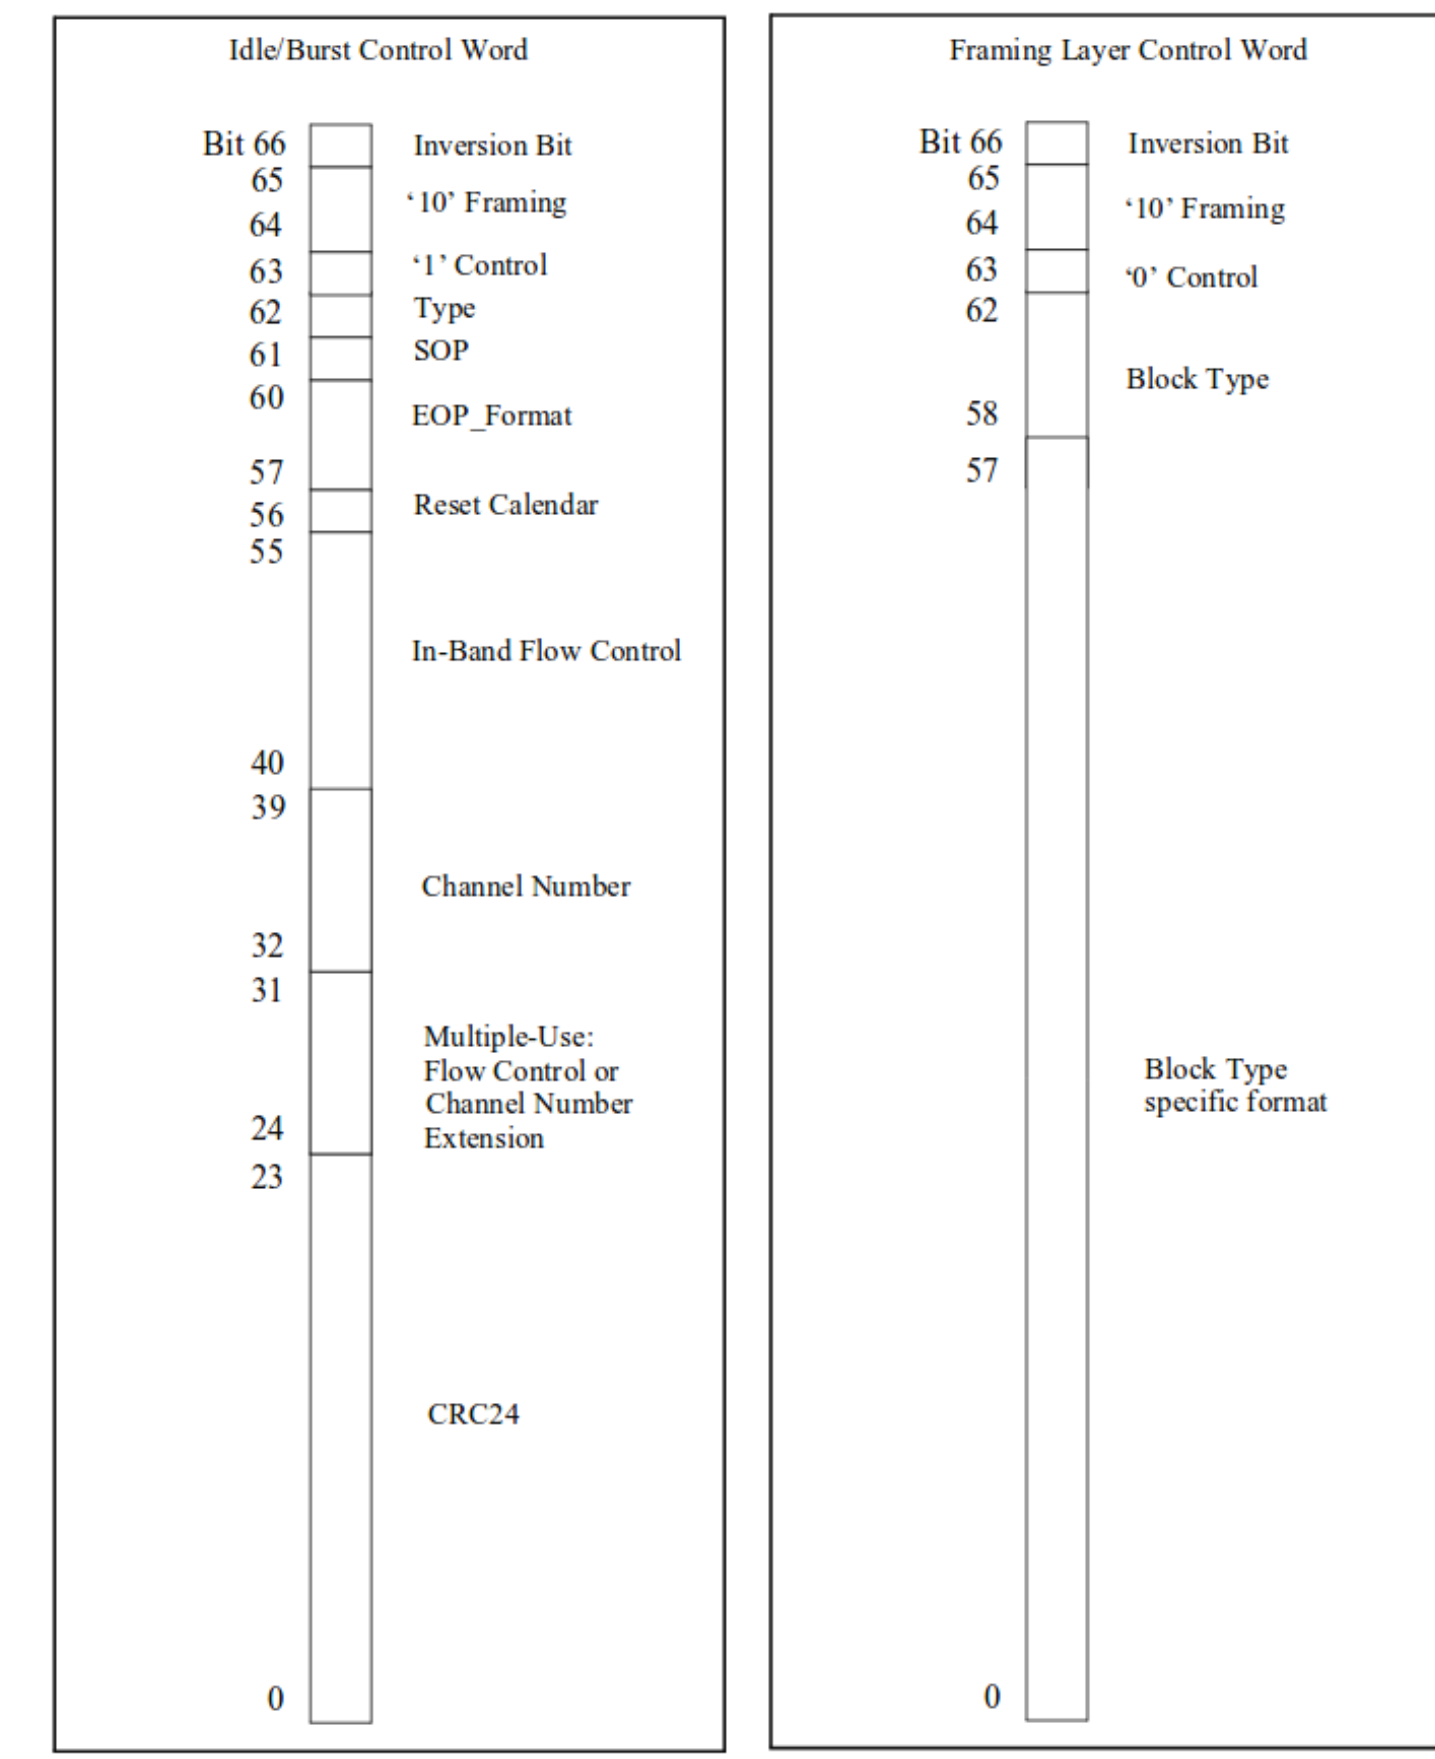 Idle/Burst Control Word
Bit 66 Inversion Bit
65
‘10’ Framing
64
63 ‘1’ Control
62 Type
61 SOP
60
EOP_Format
57
56 Reset Calendar
55
In-Band Flow Control
40
39
Channel Number
32
31
Multiple-Use:
Flow Control or
Channel Number
24 Extension
23
CRC24
0
Framing Layer Control Word
Bit 66 Inversion Bit
65
‘10’ Framing
64
63 ‘0’ Control
62
Block Type
58
57
Block Type
specific format
0